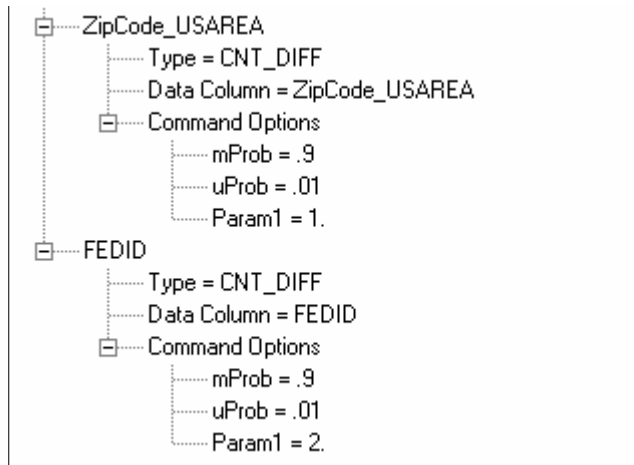 ZipCode_USAREA
Type = CNT_DIFF
Data Column = ZipCode_USAREA
Command Options
mProb = .9
uProb = .01
Param1 = 1.
FEDID
Type = CNT_DIFF
Data Column = FEDID
Command Options
mProb = .9
uProb = .01
Param1 = 2.